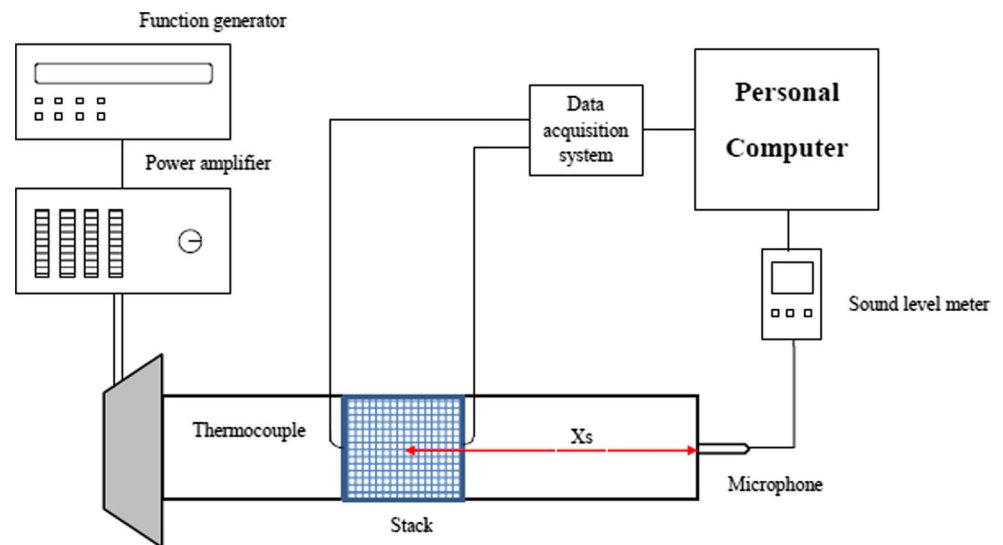 Function generator
Power amplifier
Data
acquisition
system
Personal
Computer
Sound level meter
Thermocouple
Xs
Microphone
Stack